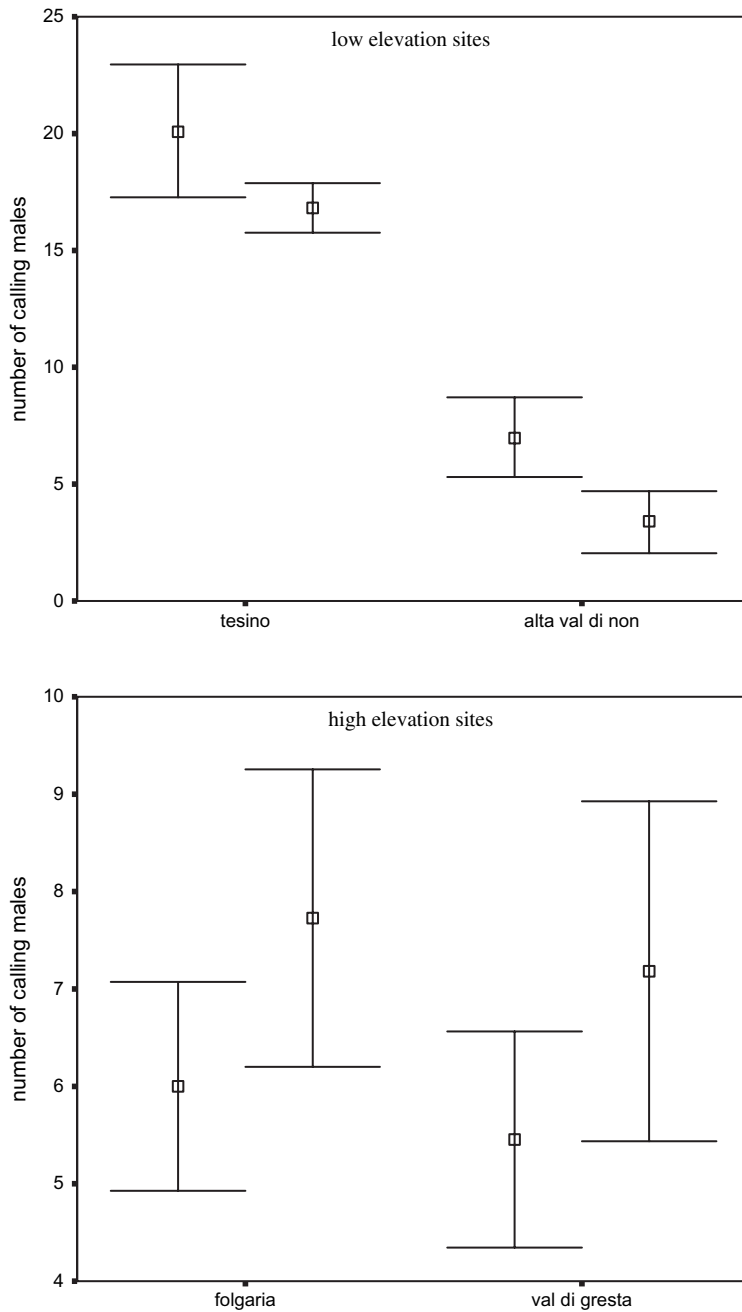 low elevation sites
number of calling males
25
20
15
10
5
0
tesino alta val di non
high elevation sites
number of calling males
10
9
8
7
6
5
4
folgaria val di gresta